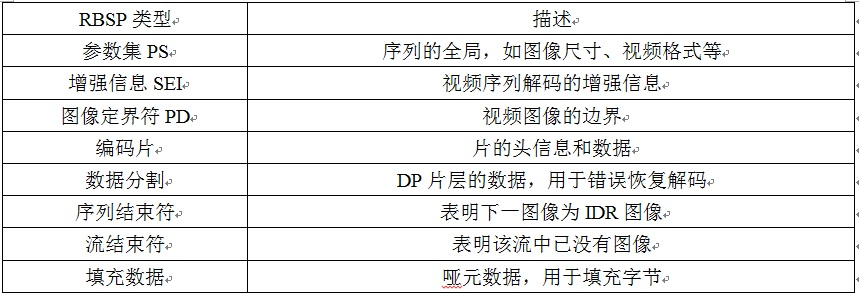 RBSP 类型 描述
参数集 PS 序列的全局，如图像尺寸、视频格式等
增强信息 SEI 视频序列解码的增强信息
图像定界符 PD 视频图像的边界
编码片 片的头信息和数据
数据分割 DP 片层的数据，用于错误恢复解码
序列结束符 表明下一图像为 IDR 图像
流结束符 表明该流中已没有图像
填充数据 哑元数据，用于填充字节